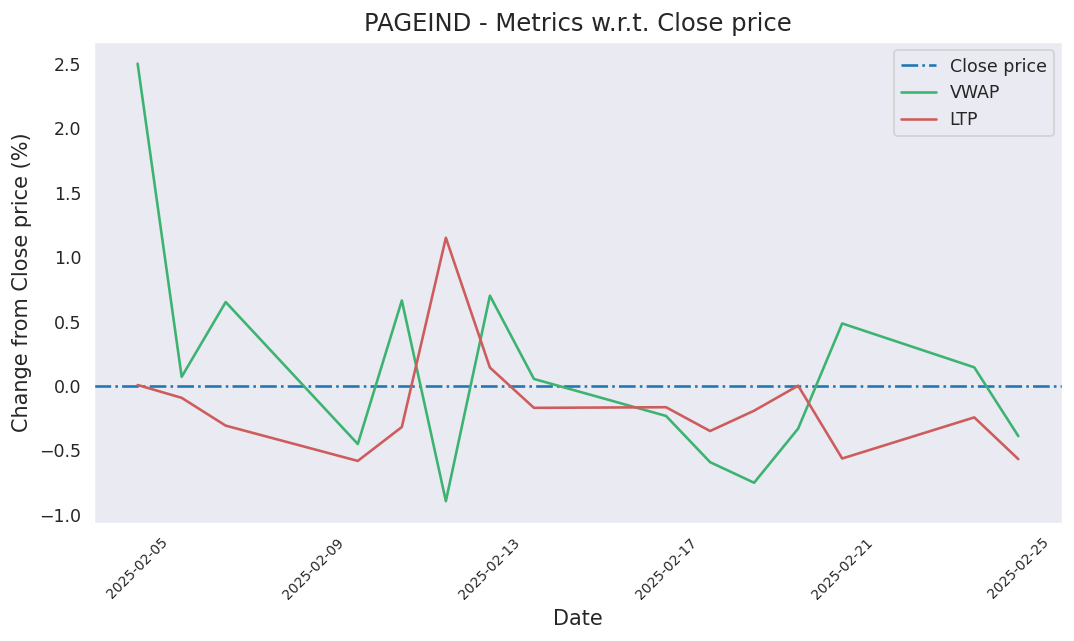 PAGEIND - Metrics w.r.t. Close price
Change from Close price (%)
2.5
2.0
1.5
1.0
0.5
0.0
−0.5
−1.0
Close price
VWAP
LTP
2025-02-05
2025-02-09
2025-02-13
2025-02-17
2025-02-21
2025-02-25
Date